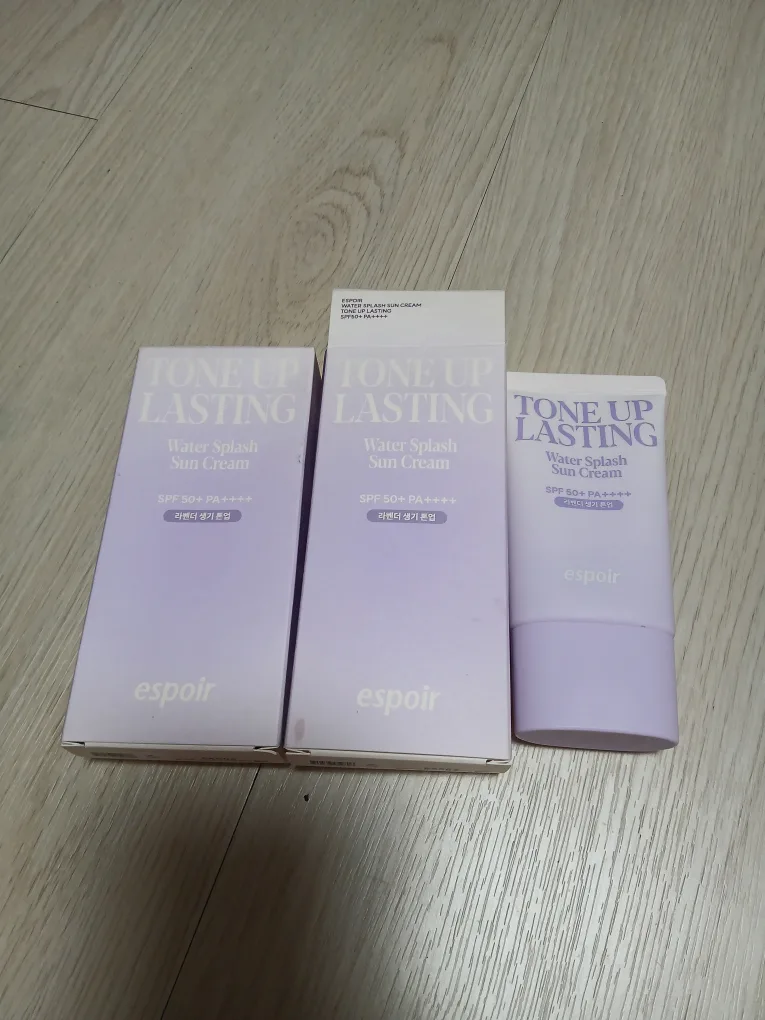 TONE UP
LASTING
Water Splash
Sun Cream
SPF 50+ PA++++
라벤더 생기 톤업
espoir
ESPOIR
WATER SPLASH SUN CREAM
TONE UP LASTING
SPF50+ PA++++
TONE UP
LASTING
Water Splash
Sun Cream
SPF 50+ PA++++
라벤더 생기 톤업
espoir
TONE UP
LASTING
Water Splash
Sun Cream
SPF 50+ PA++++
라벤더 생기 톤업
espoir